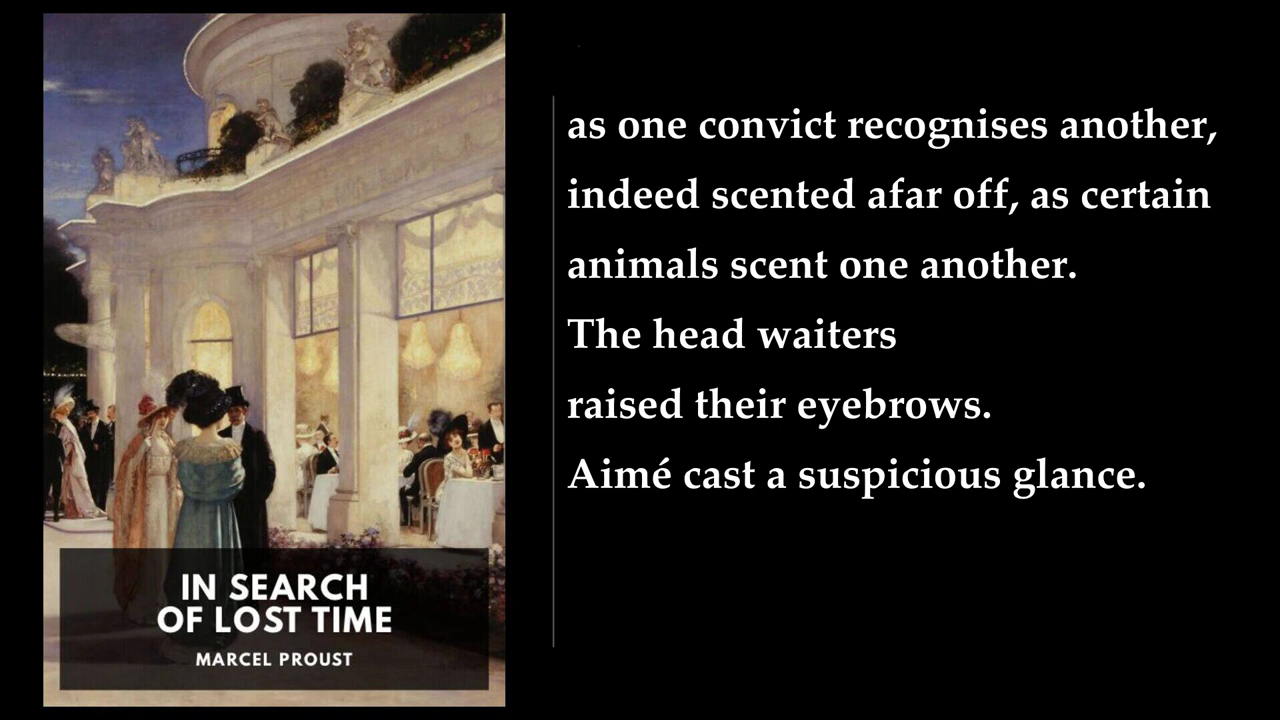 as one convict recognises another,
indeed scented afar off, as certain
animals scent one another.
The head waiters
raised their eyebrows.
Aimé cast a suspicious glance.
IN SEARCH
OF LOST TIME
MARCEL PROUST